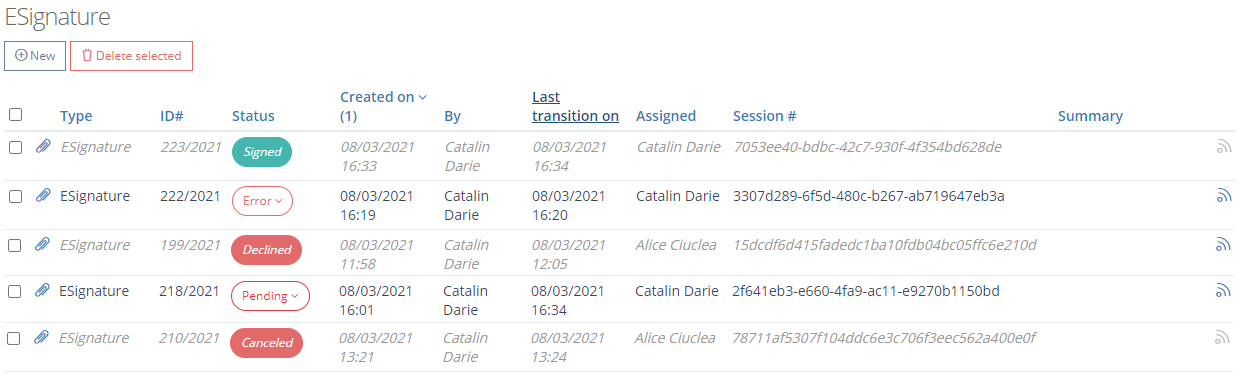 ESignature
New Delete selected
Type ID# Status Created on (1) By Last transition on Assigned Session # Summary
ESignature 223/2021 Signed 08/03/2021 16:33 Catalin Darie 08/03/2021 16:34 Catalin Darie 7053ee40-bdbc-42c7-930f-4f354bd628de
ESignature 222/2021 Error 08/03/2021 16:19 Catalin Darie 08/03/2021 16:20 Catalin Darie 3307d289-6f5d-480c-b267-ab719647eb3a
ESignature 199/2021 Declined 08/03/2021 11:58 Catalin Darie 08/03/2021 12:05 Alice Ciuclea 15dcdf6d415fadedc1ba10fdb04bc05ffc6e210d
ESignature 218/2021 Pending 08/03/2021 16:01 Catalin Darie 08/03/2021 16:34 Catalin Darie 2f641eb3-e660-4fa9-ac11-e9270b1150bd
ESignature 210/2021 Canceled 08/03/2021 13:21 Catalin Darie 08/03/2021 13:24 Alice Ciuclea 78711af5307f104ddc6e3c706f3eec562a400e0f